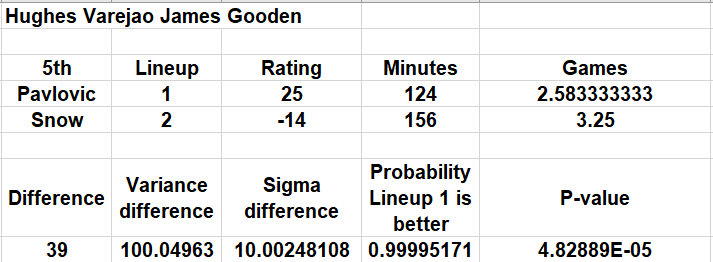 Hughes Varejao James Gooden
5th Lineup Rating Minutes Games
Pavlovic 1 25 124 2.583333333
Snow 2 -14 156 3.25
Difference Variance difference Sigma difference Probability Lineup 1 is better P-value
39 100.04963 10.00248108 0.99995171 4.82889E-05